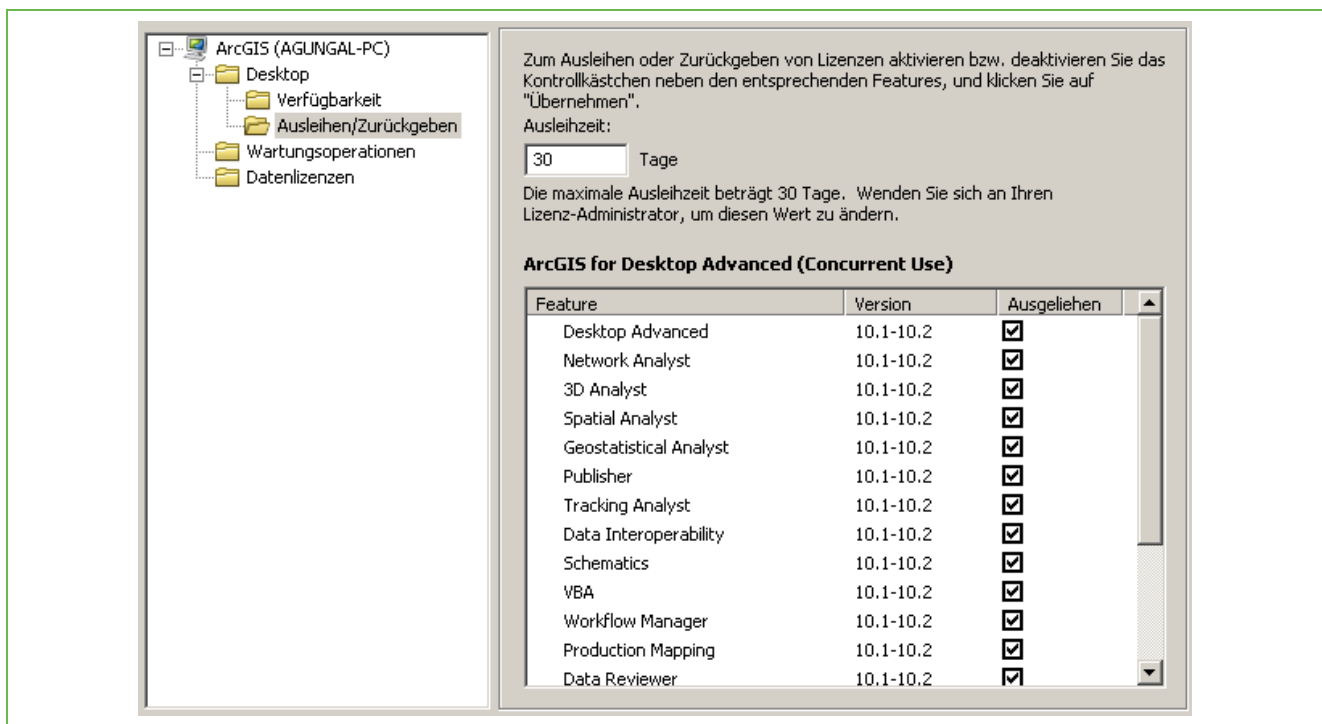 ArcGIS (AGUNGAL-PC)
Desktop
Verfügbarkeit
Ausleihen/Zurückgeben
Wartungsoperationen
Datenlizenzen
Zum Ausleihen oder Zurückgeben von Lizenzen aktivieren bzw. deaktivieren Sie das
Kontrollkästchen neben den entsprechenden Features, und klicken Sie auf
"Übernehmen".
Ausleihzeit:
30 Tage
Die maximale Ausleihzeit beträgt 30 Tage. Wenden Sie sich an Ihren
Lizenz-Administrator, um diesen Wert zu ändern.
ArcGIS for Desktop Advanced (Concurrent Use)
Feature Version Ausgeliehen
Desktop Advanced 10.1-10.2
Network Analyst 10.1-10.2
3D Analyst 10.1-10.2
Spatial Analyst 10.1-10.2
Geostatistical Analyst 10.1-10.2
Publisher 10.1-10.2
Tracking Analyst 10.1-10.2
Data Interoperability 10.1-10.2
Schematics 10.1-10.2
VBA 10.1-10.2
Workflow Manager 10.1-10.2
Production Mapping 10.1-10.2
Data Reviewer 10.1-10.2